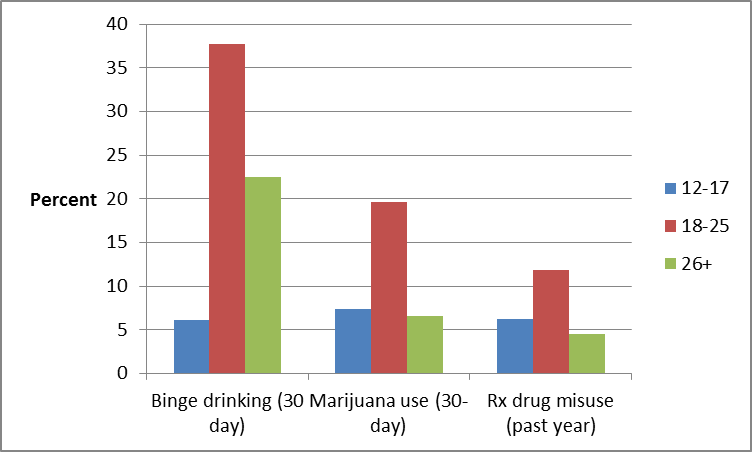 40
35
30
25
20
15
10
5
0
Percent
Binge drinking (30
day)
Marijuana use (30-
day)
Rx drug misuse
(past year)
12-17
18-25
26+